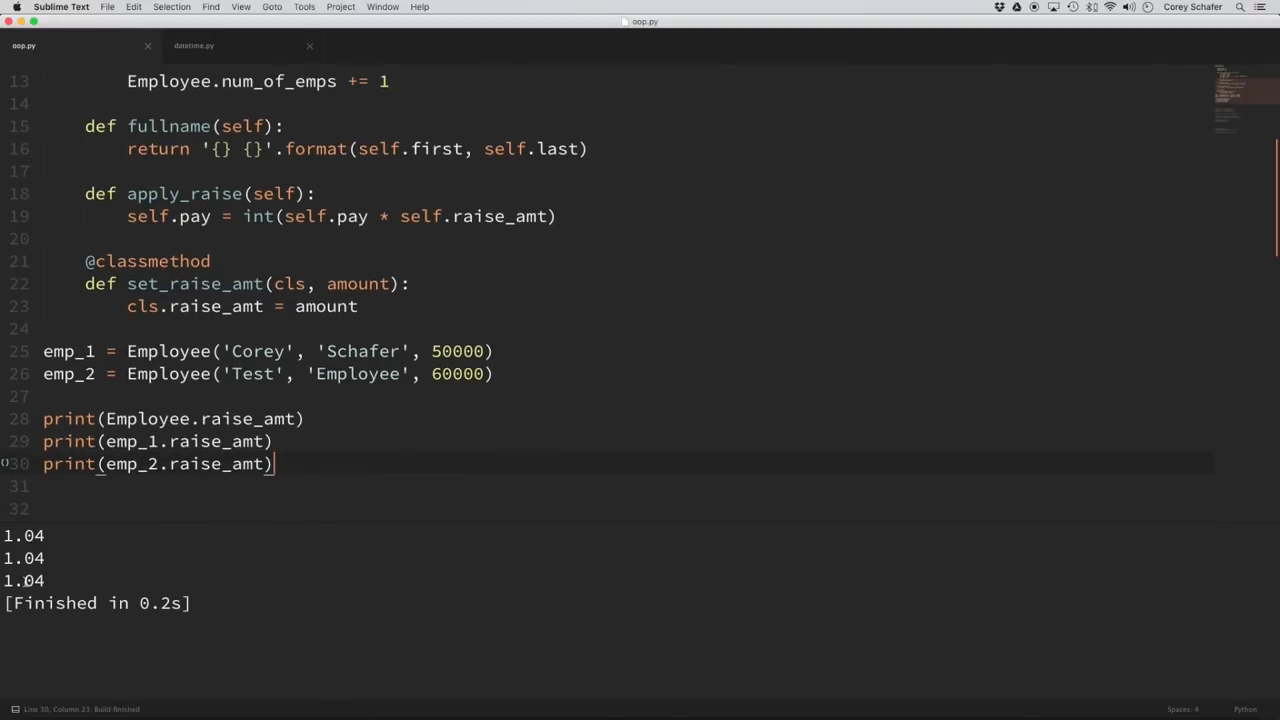 Sublime Text File Edit Selection Find View Goto Tools Project Window Help Corey Schafer
oop.py
oop.py datetime.py
13 Employee.num_of_emps += 1
14
15 def fullname(self):
16 return '{} {}'.format(self.first, self.last)
17
18 def apply_raise(self):
19 self.pay = int(self.pay * self.raise_amt)
20
21 @classmethod
22 def set_raise_amt(cls, amount):
23 cls.raise_amt = amount
24
25 emp_1 = Employee('Corey', 'Schafer', 50000)
26 emp_2 = Employee('Test', 'Employee', 60000)
27
28 print(Employee.raise_amt)
29 print(emp_1.raise_amt)
30 print(emp_2.raise_amt)
31
32
1.04
1.04
1.04
[Finished in 0.2s]
Line 30, Column 23; Build finished Spaces: 4 Python